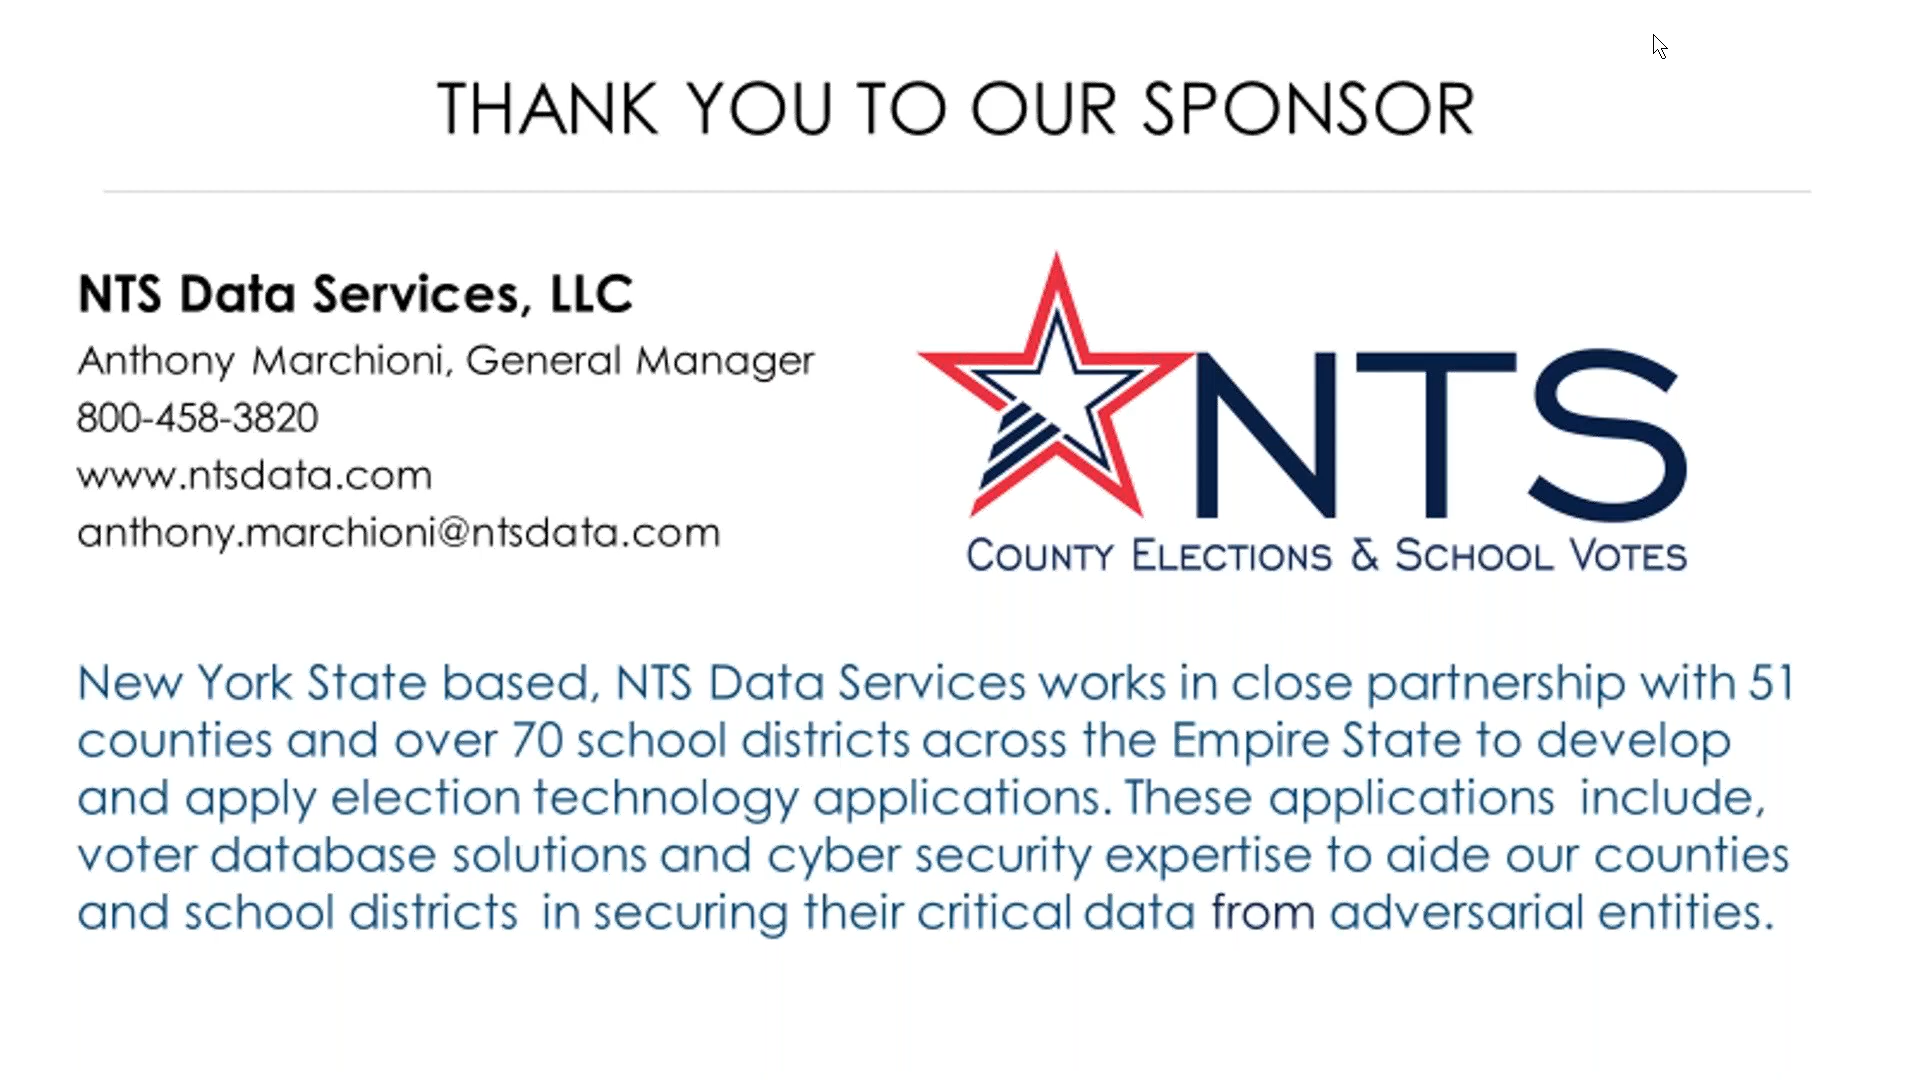 THANK YOU TO OUR SPONSOR
NTS Data Services, LLC
Anthony Marchioni, General Manager
800-458-3820
www.ntsdata.com
anthony.marchioni@ntsdata.com
NTS
COUNTY ELECTIONS & SCHOOL VOTES
New York State based, NTS Data Services works in close partnership with 51
counties and over 70 school districts across the Empire State to develop
and apply election technology applications. These applications include,
voter database solutions and cyber security expertise to aide our counties
and school districts in securing their critical data from adversarial entities.